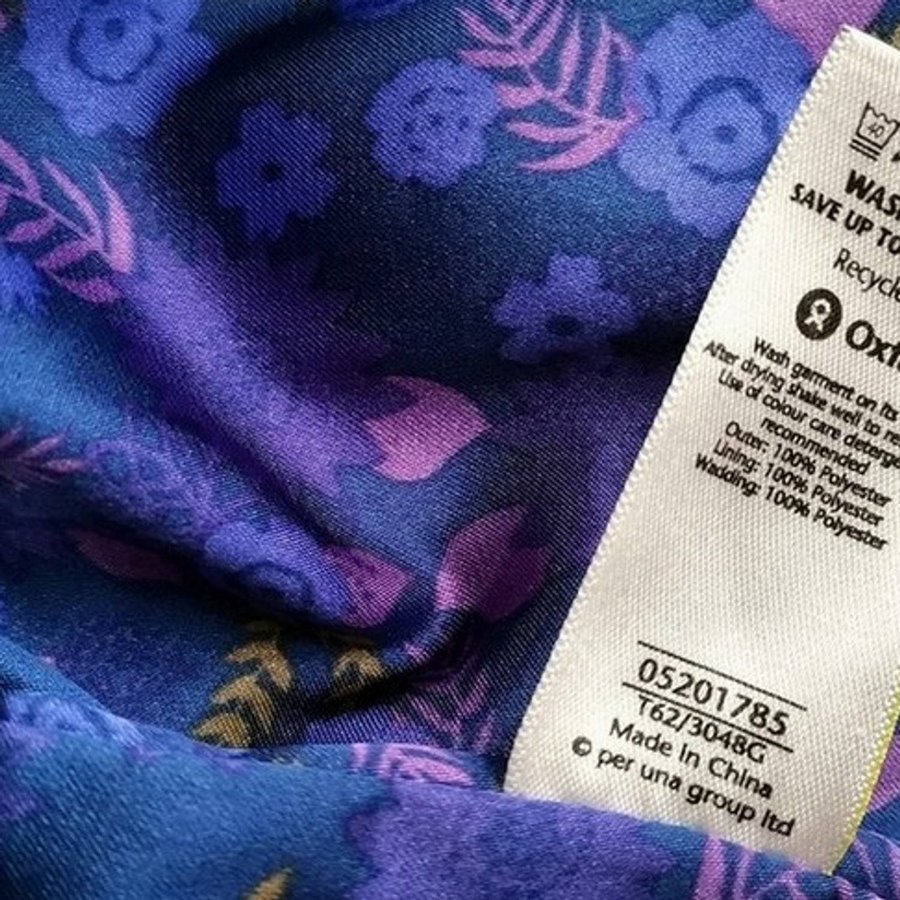 40
WAS
SAVE UP TO
Recycl
Oxf
Wash garment on its
After drying shake well to re
Use of colour care deterge
recommended
Outer: 100% Polyester
Lining: 100% Polyester
Wadding: 100% Polyester
05201785
T62/3048G
Made In China
© per una group ltd